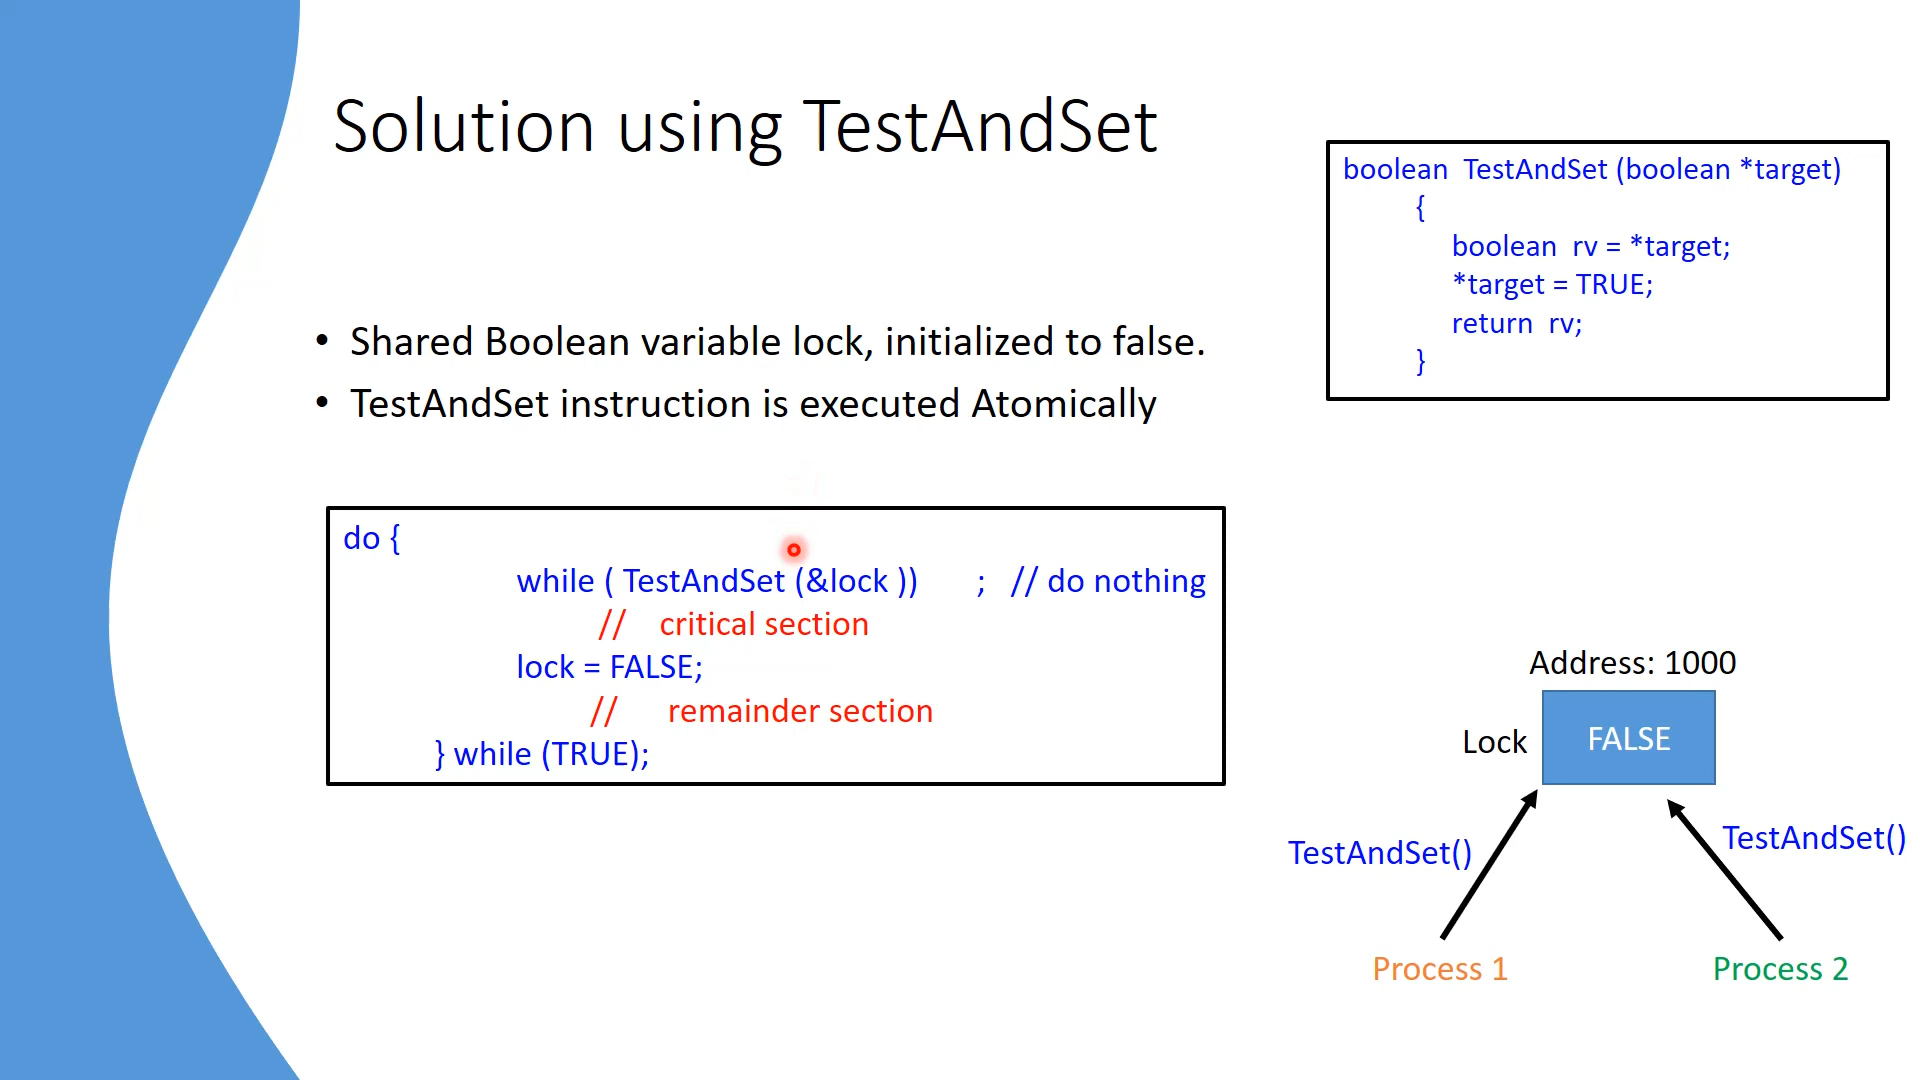 Solution using TestAndSet
boolean  TestAndSet (boolean *target)
{
boolean  rv = *target;
*target = TRUE;
return  rv;
}
• Shared Boolean variable lock, initialized to false.
• TestAndSet instruction is executed Atomically
do {
while ( TestAndSet (&lock ))       ;   // do nothing
//    critical section
lock = FALSE;
//      remainder section
} while (TRUE);
Address: 1000
Lock
FALSE
TestAndSet()
TestAndSet()
Process 1
Process 2